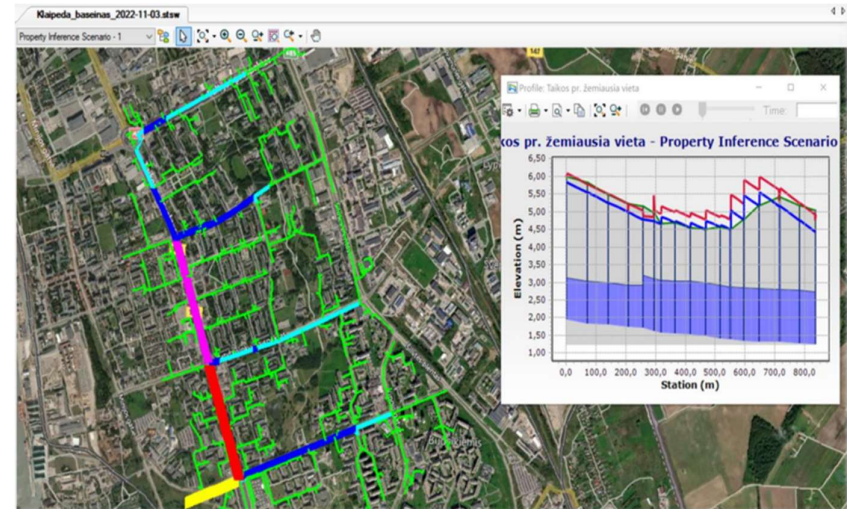 Klaipeda_baseinas_2022-11-03.stsw
Property Inference Scenario - 1
147
485
Profile: Taikos pr. žemiausia vieta
Time:
kos pr. žemiausia vieta - Property Inference Scenario
6,50
6,00
5,50
5,00
4,50
4,00
3,50
3,00
2,50
2,00
1,50
1,00
Elevation (m)
0,0 100,0 200,0 300,0 400,0 500,0 600,0 700,0 800,0
Station (m)